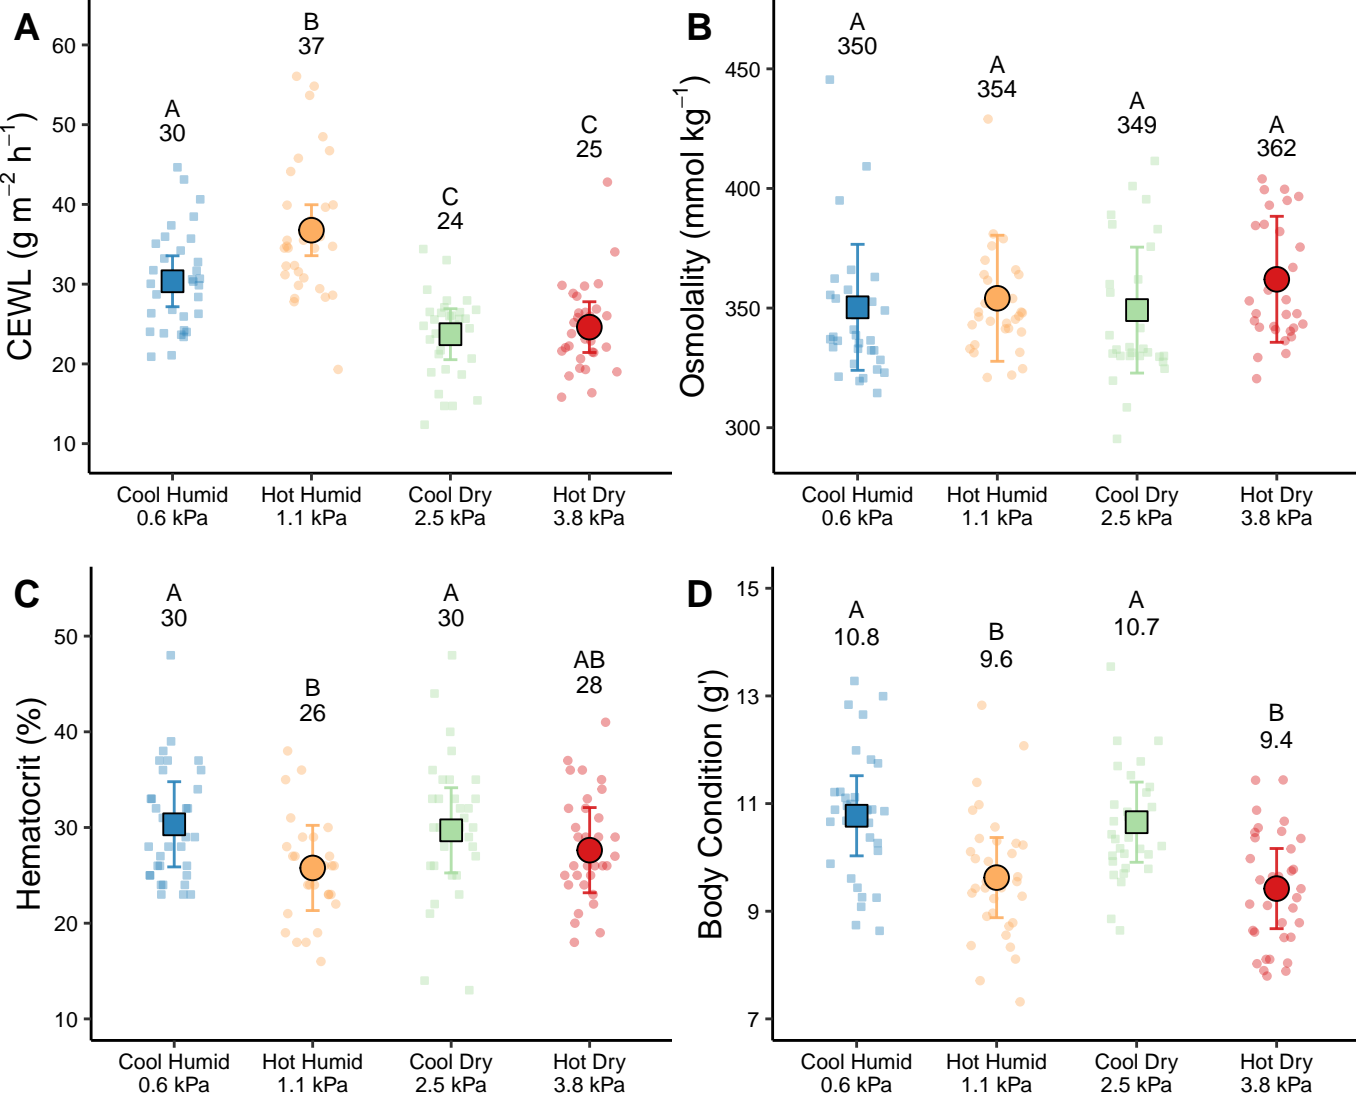 A
CEWL (g m⁻² h⁻¹)
60
50
40
30
20
10
A
30
B
37
C
24
C
25
Cool Humid
0.6 kPa
Hot Humid
1.1 kPa
Cool Dry
2.5 kPa
Hot Dry
3.8 kPa
B
Osmolality (mmol kg⁻¹)
450
400
350
300
A
350
A
354
A
349
A
362
Cool Humid
0.6 kPa
Hot Humid
1.1 kPa
Cool Dry
2.5 kPa
Hot Dry
3.8 kPa
C
Hematocrit (%)
50
40
30
20
10
A
30
B
26
A
30
AB
28
Cool Humid
0.6 kPa
Hot Humid
1.1 kPa
Cool Dry
2.5 kPa
Hot Dry
3.8 kPa
D
Body Condition (g')
15
13
11
9
7
A
10.8
B
9.6
A
10.7
B
9.4
Cool Humid
0.6 kPa
Hot Humid
1.1 kPa
Cool Dry
2.5 kPa
Hot Dry
3.8 kPa